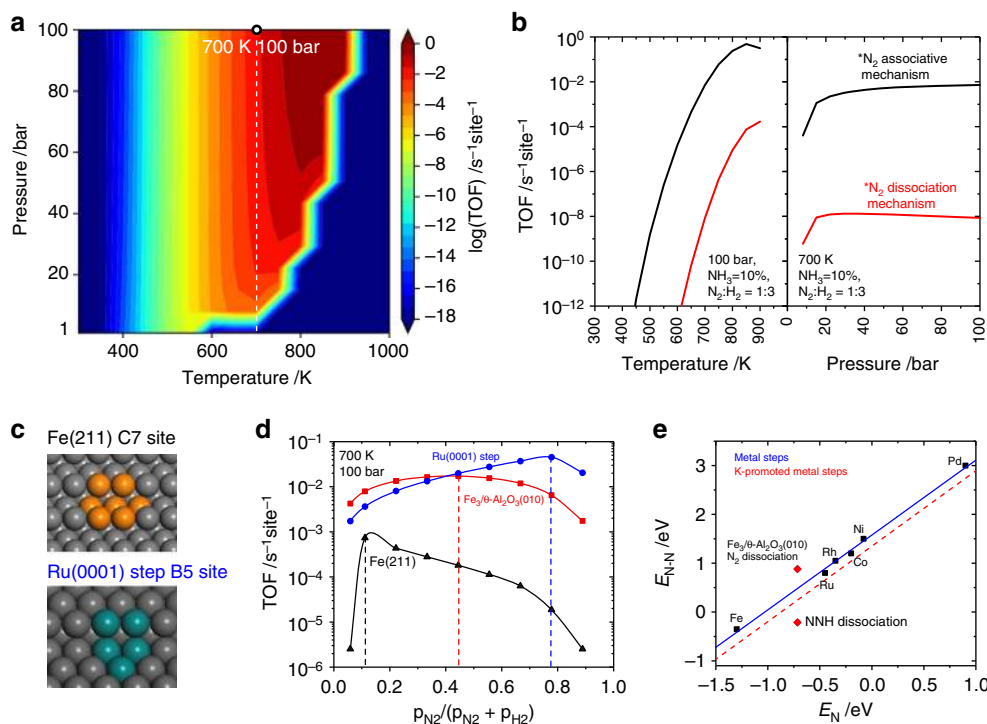 a
100
80
60
40
20
1
Pressure /bar
700 K 100 bar
400
600
800
1000
Temperature /K
0
−2
−4
−6
−8
−10
−12
−14
−16
−18
log(TOF) /s⁻¹site⁻¹
b
TOF /s⁻¹site⁻¹
10⁰
10⁻²
10⁻⁴
10⁻⁶
10⁻⁸
10⁻¹⁰
10⁻¹²
*N₂ associative
mechanism
*N₂ dissociation
mechanism
100 bar,
NH₃=10%,
N₂:H₂ = 1:3
700 K
NH₃=10%,
N₂:H₂ = 1:3
300
400
500
600
700
800
900
Temperature /K
0
20
40
60
80
100
Pressure/bar
c
Fe(211) C7 site
Ru(0001) step B5 site
d
TOF /s⁻¹site⁻¹
10⁻¹
10⁻²
10⁻³
10⁻⁴
10⁻⁵
10⁻⁶
700 K
100 bar
Ru(0001) step
Fe₃/θ-Al₂O₃(010)
Fe(211)
0.0
0.2
0.4
0.6
0.8
1.0
p_N2/(p_N2 + p_H2)
e
E_N-N /eV
3
2
1
0
−1
Metal steps
K-promoted metal steps
Pd
Ni
Rh
Co
Ru
Fe
Fe₃/θ-Al₂O₃(010)
N₂ dissociation
NNH dissociation
−1.5
−1.0
−0.5
0.0
0.5
1.0
E_N /eV